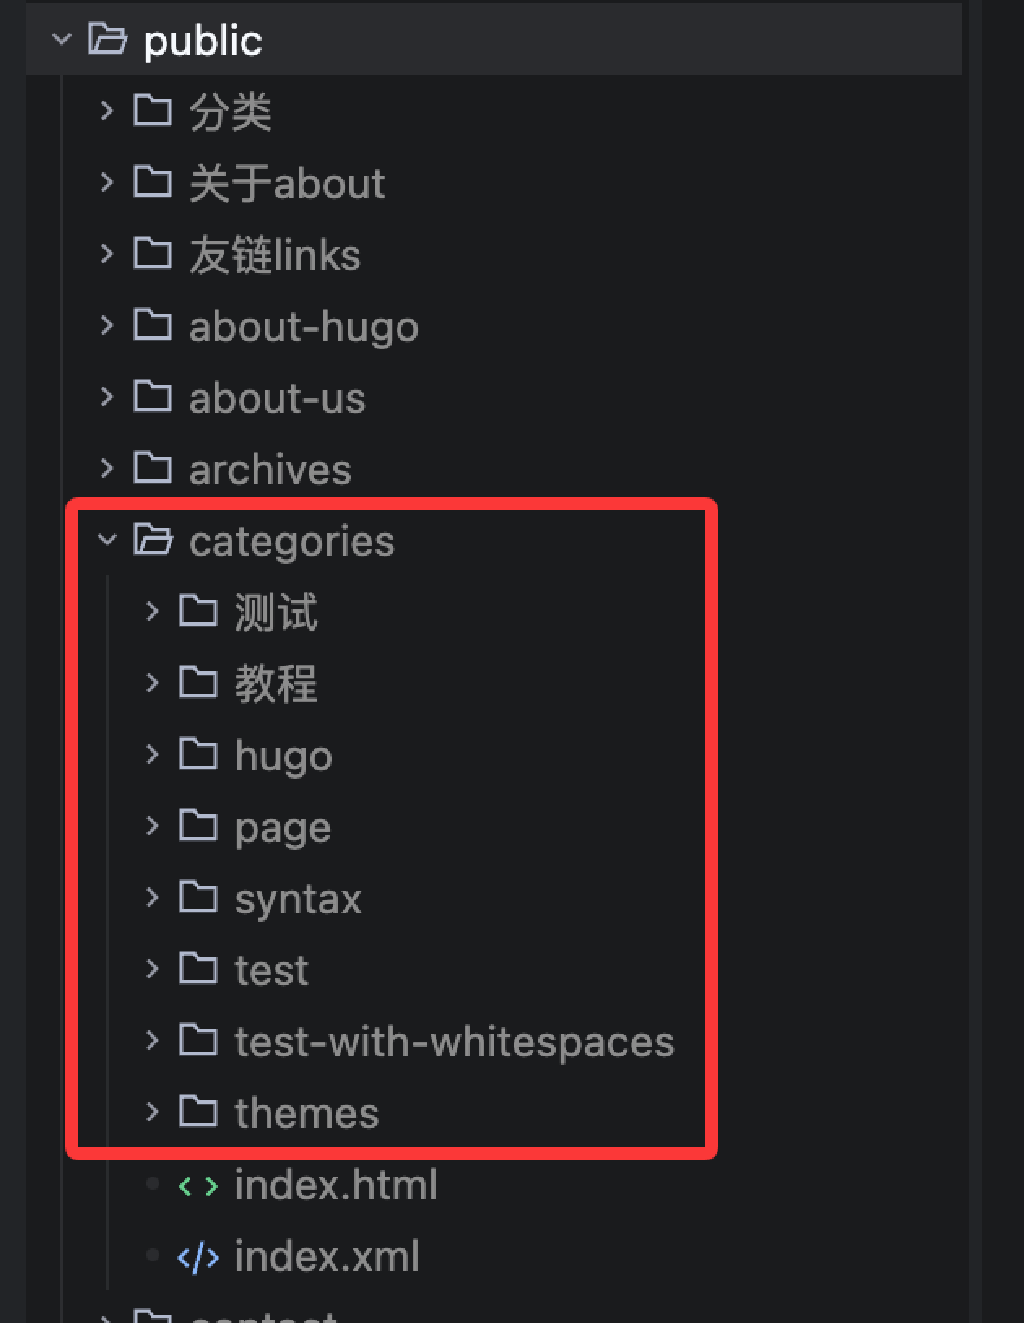 public
分类
关于about
友链links
about-hugo
about-us
archives
categories
测试
教程
hugo
page
syntax
test
test-with-whitespaces
themes
index.html
index.xml